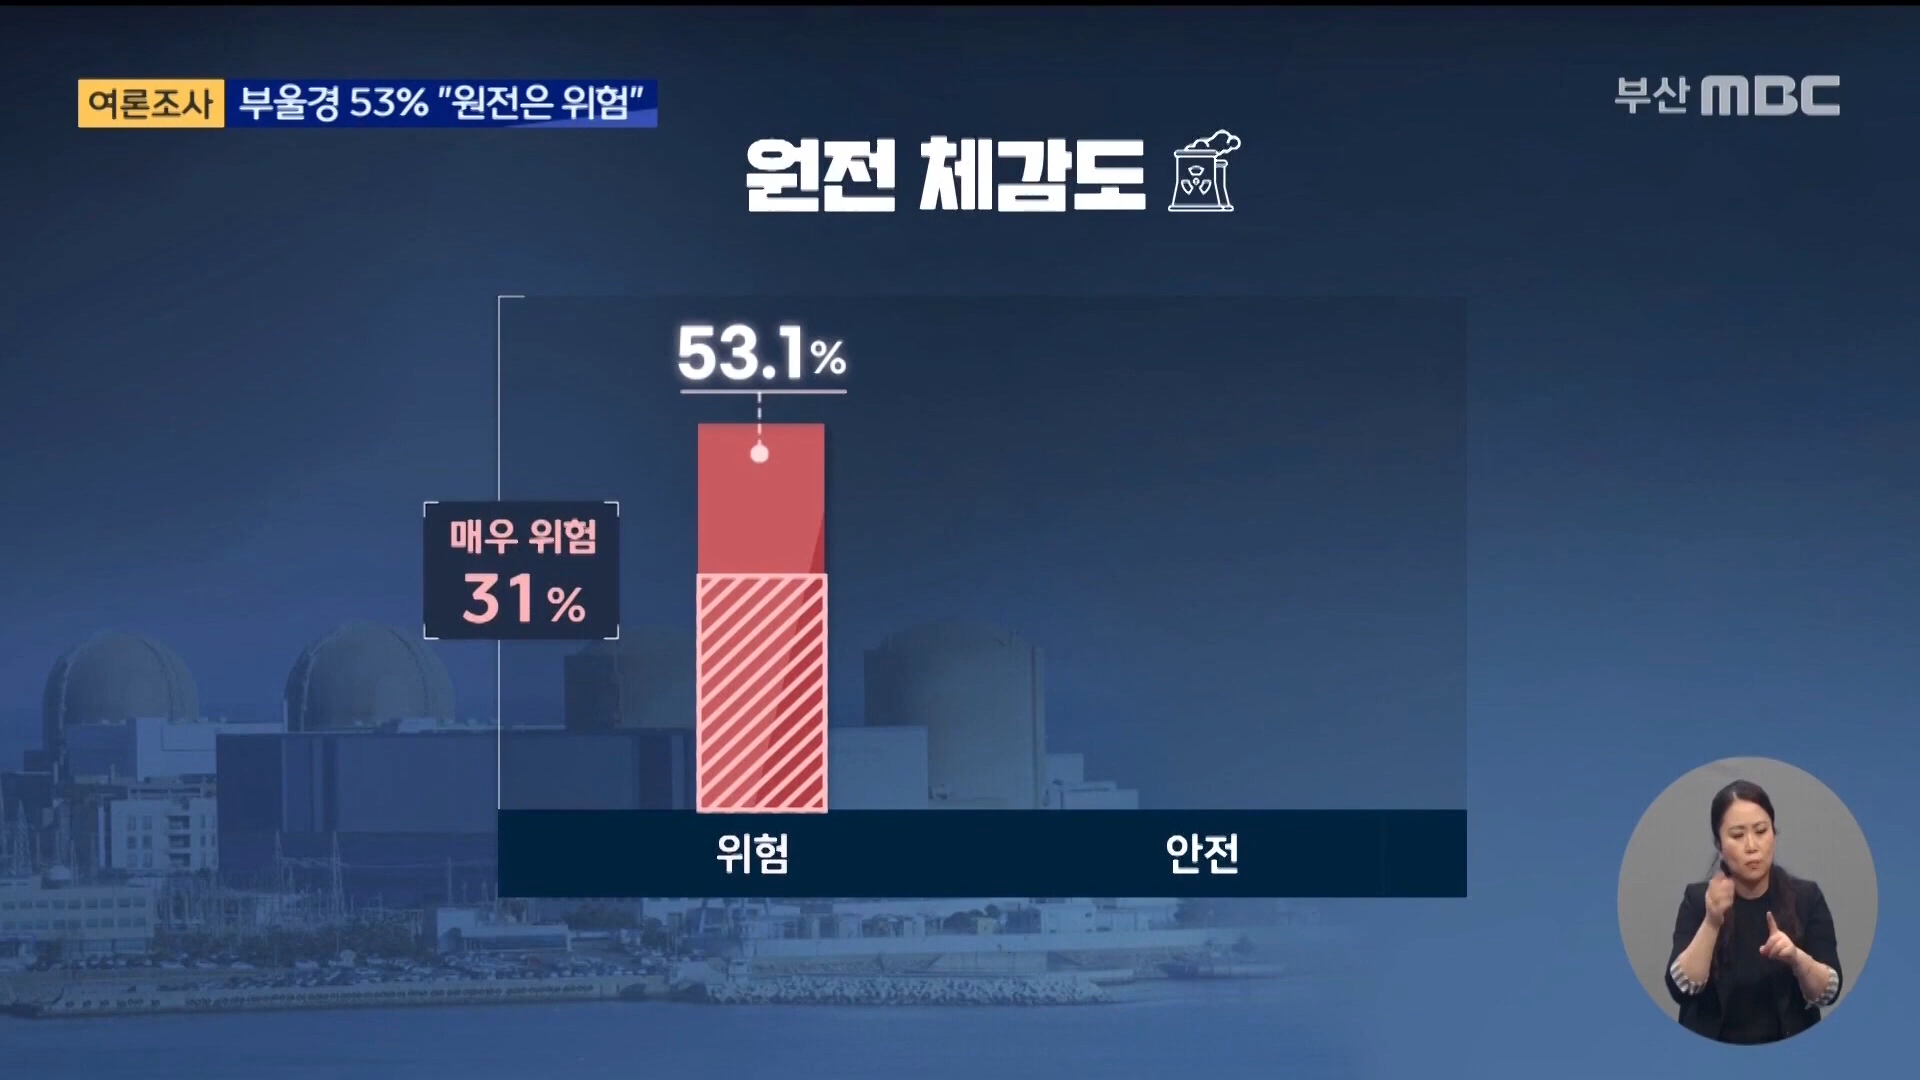 여론조사 부울경 53% "원전은 위험"
부산 MBC
원전 체감도
53.1%
매우 위험
31%
위험
안전